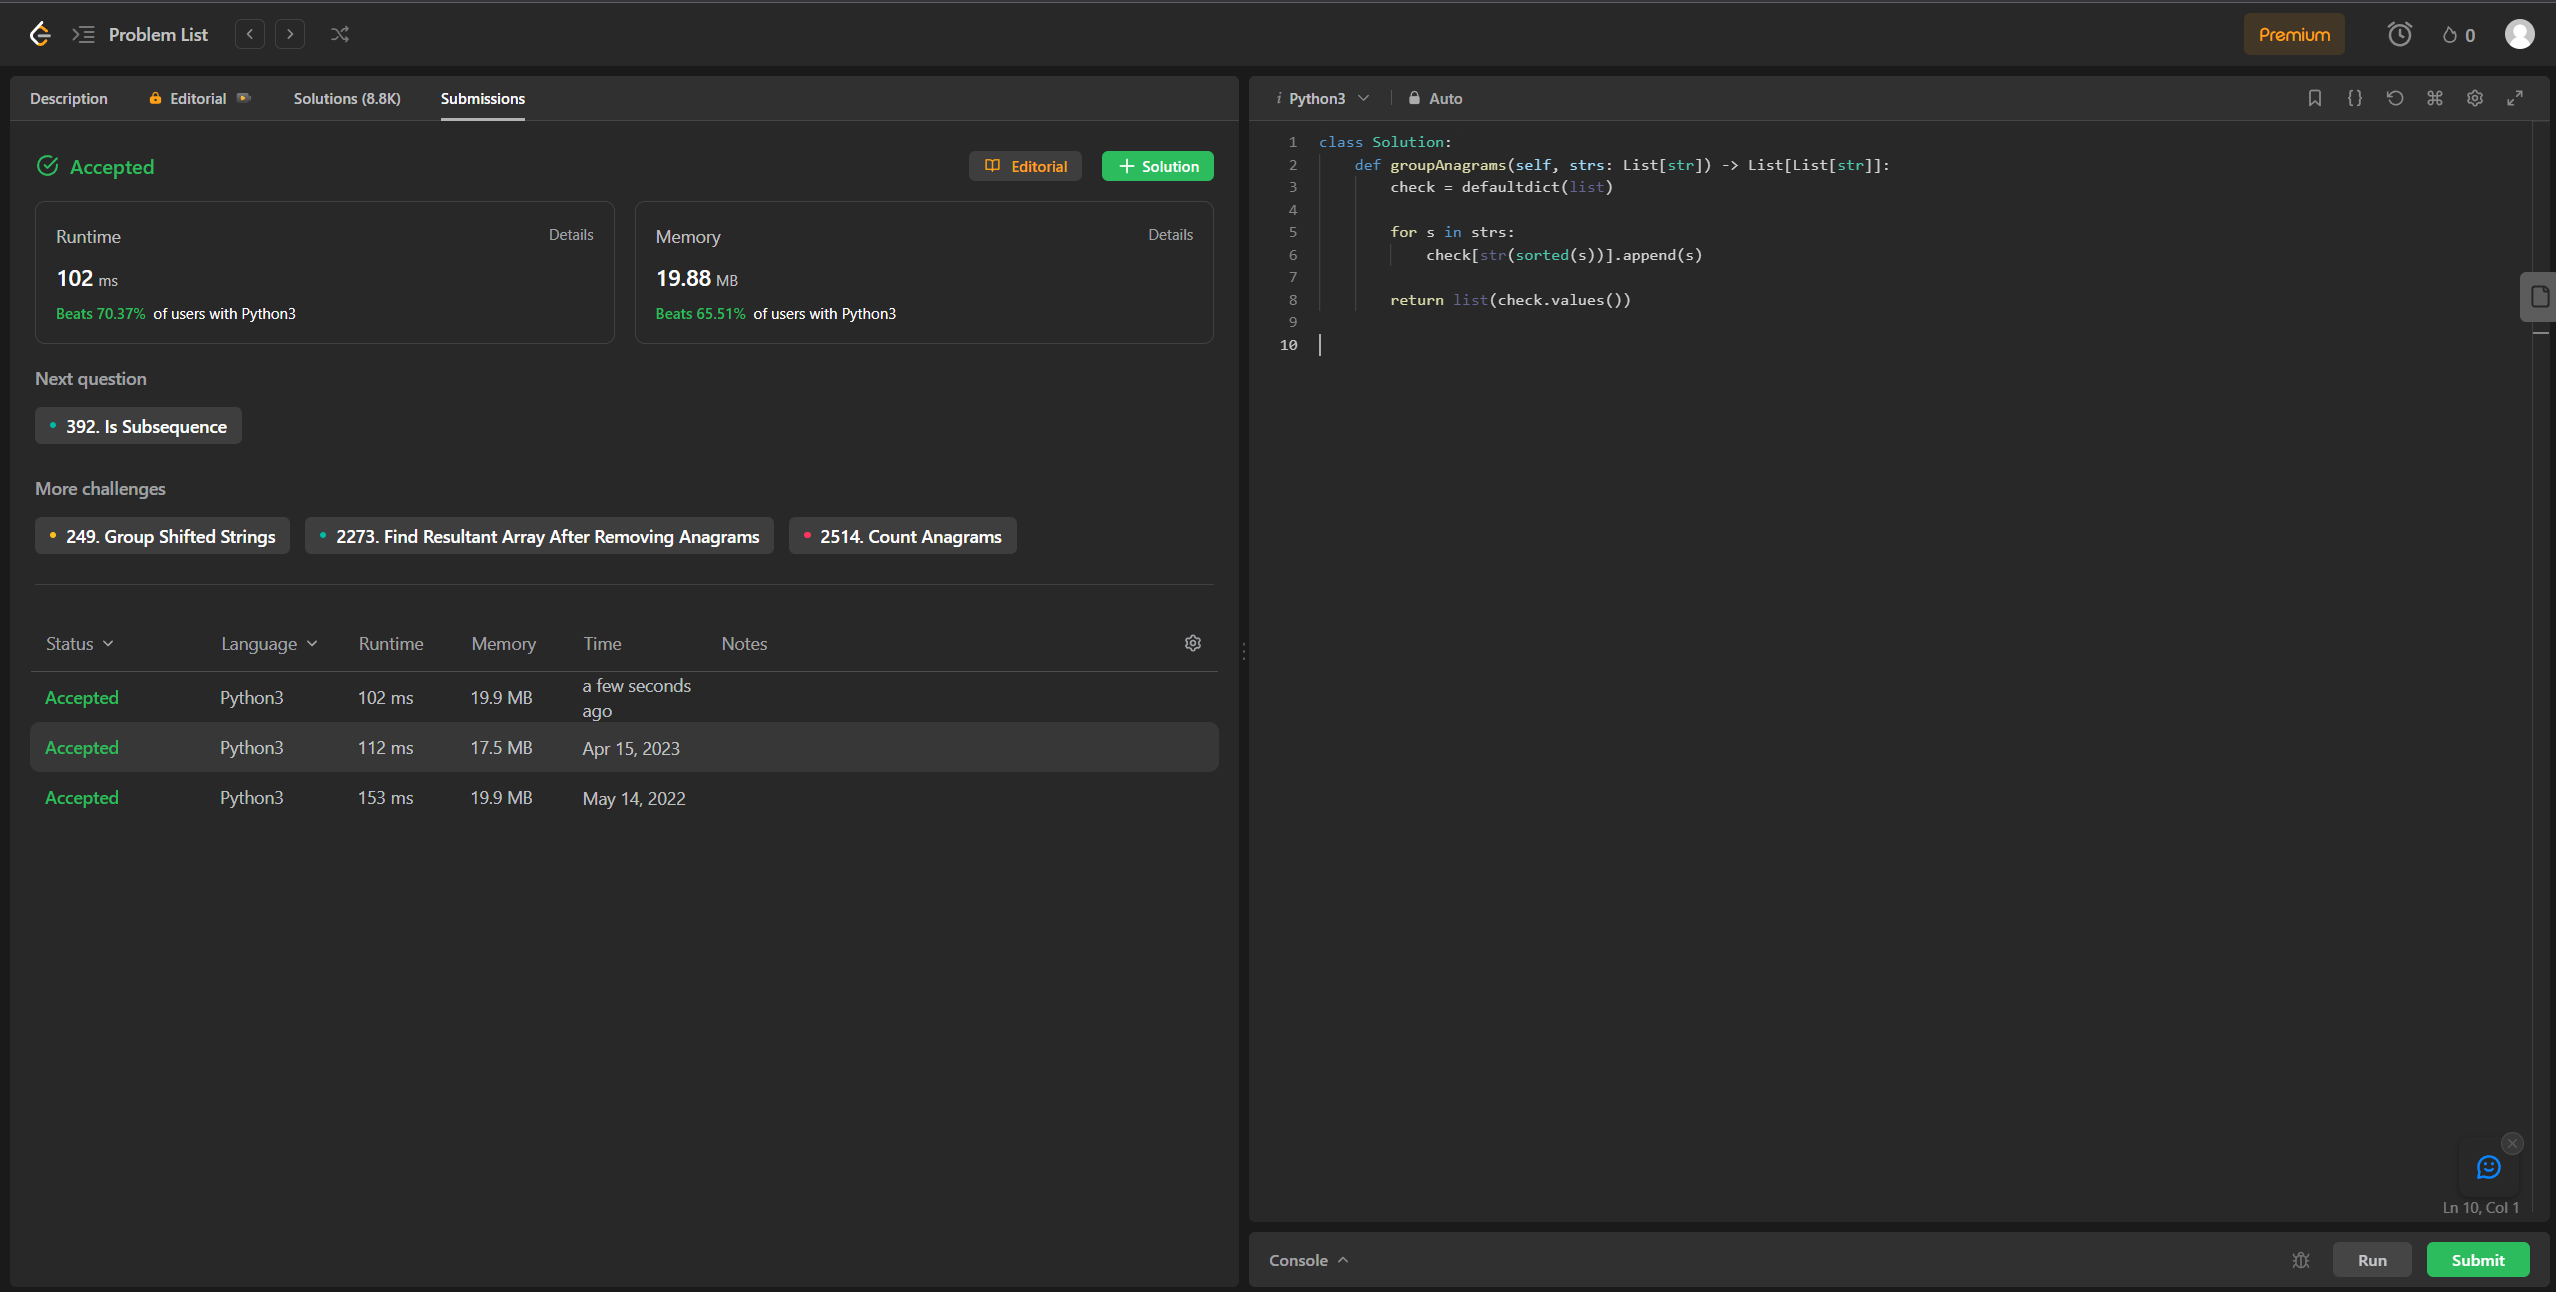 Problem List
Premium
0
Description Editorial Solutions (8.8K) Submissions
Accepted
Editorial
Solution
Runtime Details
102 ms
Beats 70.37% of users with Python3
Memory Details
19.88 MB
Beats 65.51% of users with Python3
Next question
392. Is Subsequence
More challenges
249. Group Shifted Strings
2273. Find Resultant Array After Removing Anagrams
2514. Count Anagrams
Status Language Runtime Memory Time Notes
Accepted Python3 102 ms 19.9 MB a few seconds ago
Accepted Python3 112 ms 17.5 MB Apr 15, 2023
Accepted Python3 153 ms 19.9 MB May 14, 2022
i Python3 Auto
1 class Solution:
2     def groupAnagrams(self, strs: List[str]) -> List[List[str]]:
3         check = defaultdict(list)
4
5         for s in strs:
6             check[str(sorted(s))].append(s)
7
8         return list(check.values())
9
10
Ln 10, Col 1
Console
Run
Submit